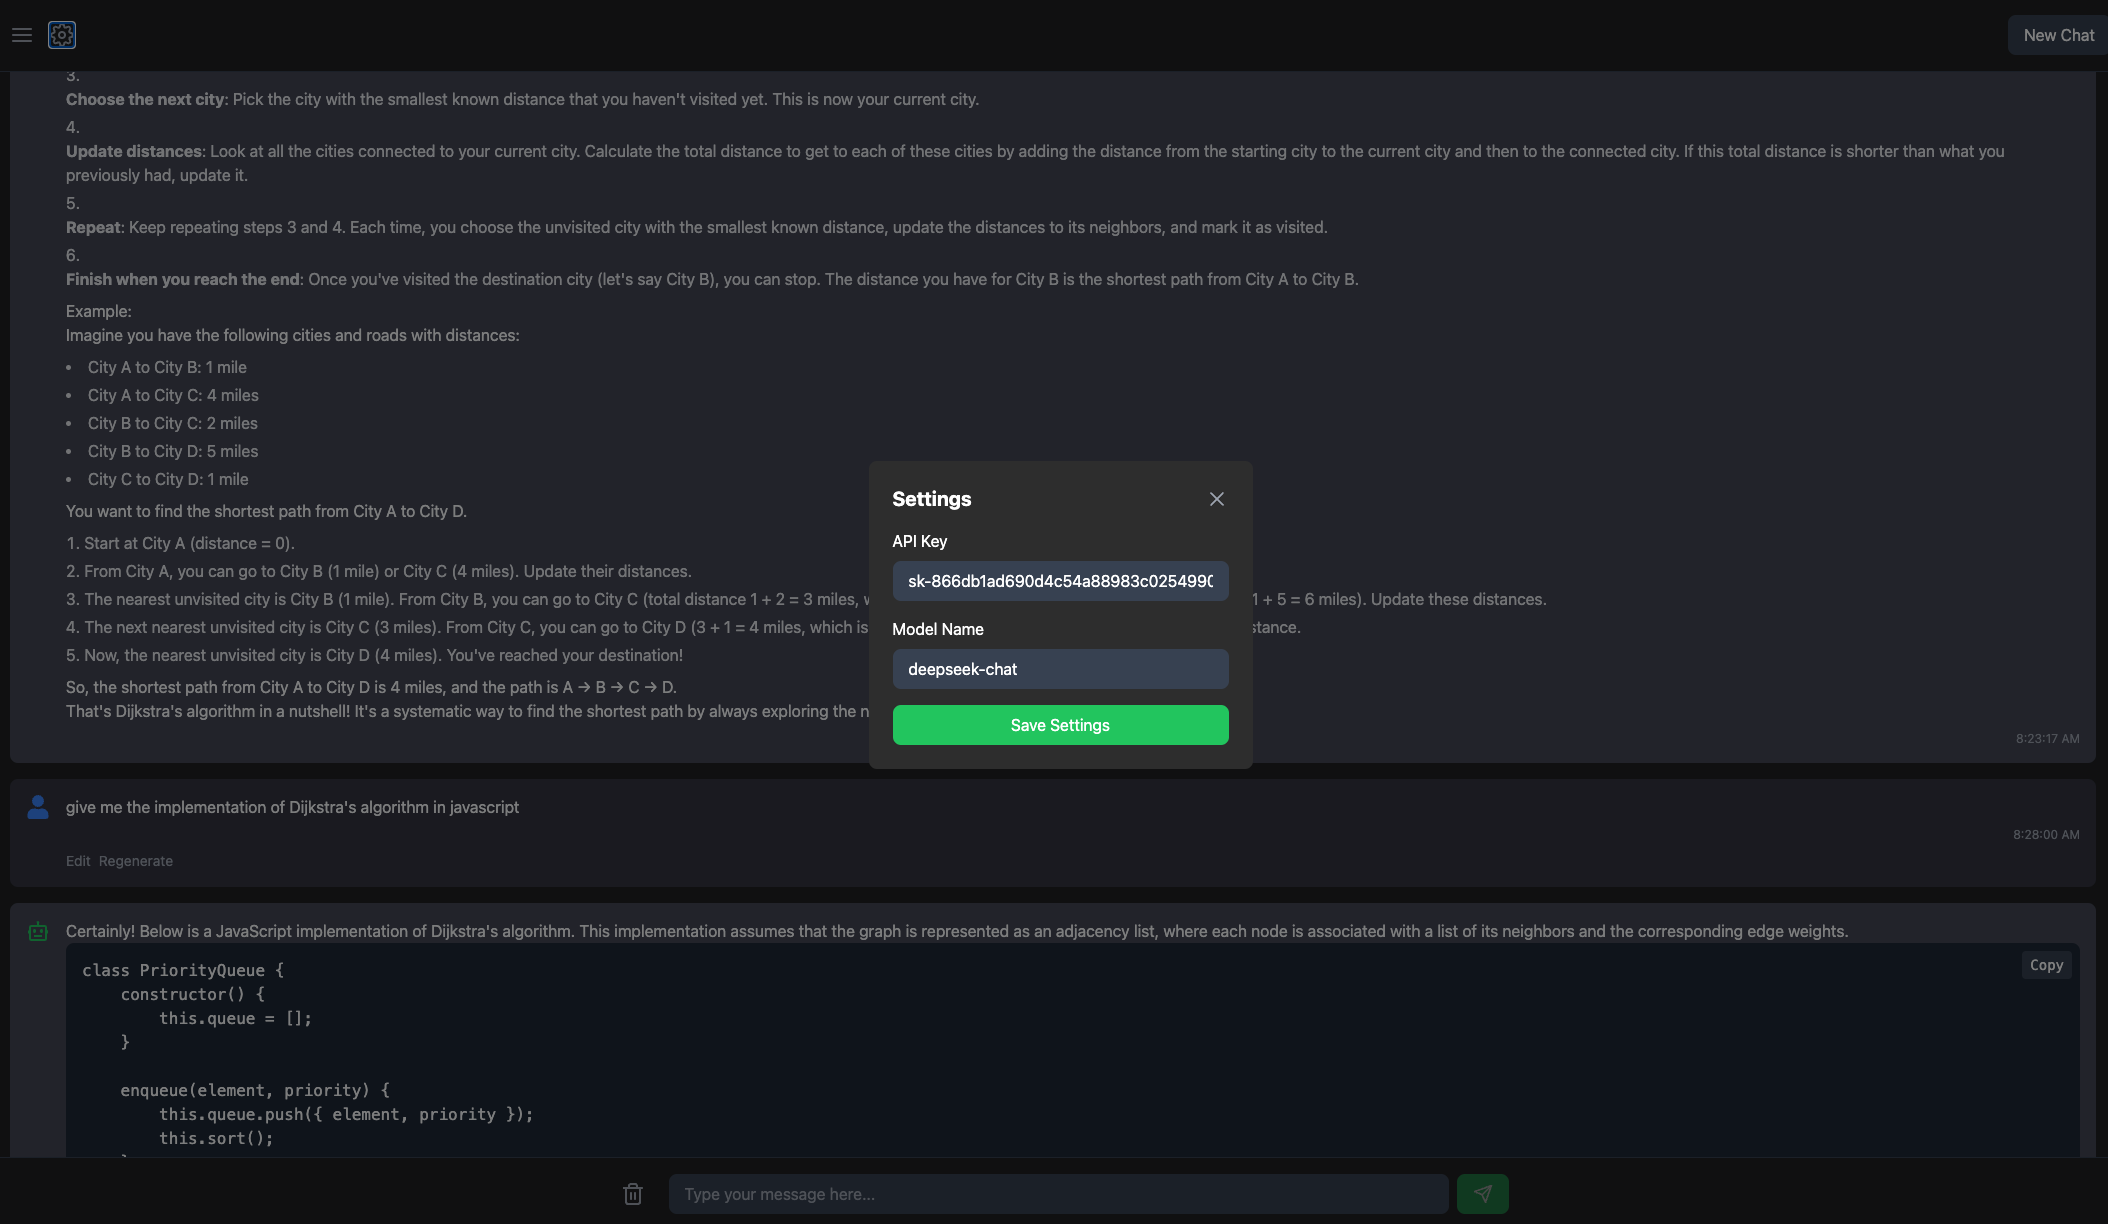 New Chat
3.
Choose the next city: Pick the city with the smallest known distance that you haven't visited yet. This is now your current city.
4.
Update distances: Look at all the cities connected to your current city. Calculate the total distance to get to each of these cities by adding the distance from the starting city to the current city and then to the connected city. If this total distance is shorter than what you
previously had, update it.
5.
Repeat: Keep repeating steps 3 and 4. Each time, you choose the unvisited city with the smallest known distance, update the distances to its neighbors, and mark it as visited.
6.
Finish when you reach the end: Once you've visited the destination city (let's say City B), you can stop. The distance you have for City B is the shortest path from City A to City B.
Example:
Imagine you have the following cities and roads with distances:
• City A to City B: 1 mile
• City A to City C: 4 miles
• City B to City C: 2 miles
• City B to City D: 5 miles
• City C to City D: 1 mile
You want to find the shortest path from City A to City D.
1. Start at City A (distance = 0).
2. From City A, you can go to City B (1 mile) or City C (4 miles). Update their distances.
3. The nearest unvisited city is City B (1 mile). From City B, you can go to City C (total distance 1 + 2 = 3 miles, 1 + 5 = 6 miles). Update these distances.
4. The next nearest unvisited city is City C (3 miles). From City C, you can go to City D (3 + 1 = 4 miles, which is stance.
5. Now, the nearest unvisited city is City D (4 miles). You've reached your destination!
So, the shortest path from City A to City D is 4 miles, and the path is A → B → C → D.
That's Dijkstra's algorithm in a nutshell! It's a systematic way to find the shortest path by always exploring the
8:23:17 AM
Settings
API Key
sk-866db1ad690d4c54a88983c0254990
Model Name
deepseek-chat
Save Settings
give me the implementation of Dijkstra's algorithm in javascript
8:28:00 AM
Edit Regenerate
Certainly! Below is a JavaScript implementation of Dijkstra's algorithm. This implementation assumes that the graph is represented as an adjacency list, where each node is associated with a list of its neighbors and the corresponding edge weights.
Copy
class PriorityQueue {
    constructor() {
        this.queue = [];
    }
    enqueue(element, priority) {
        this.queue.push({ element, priority });
        this.sort();
Type your message here...